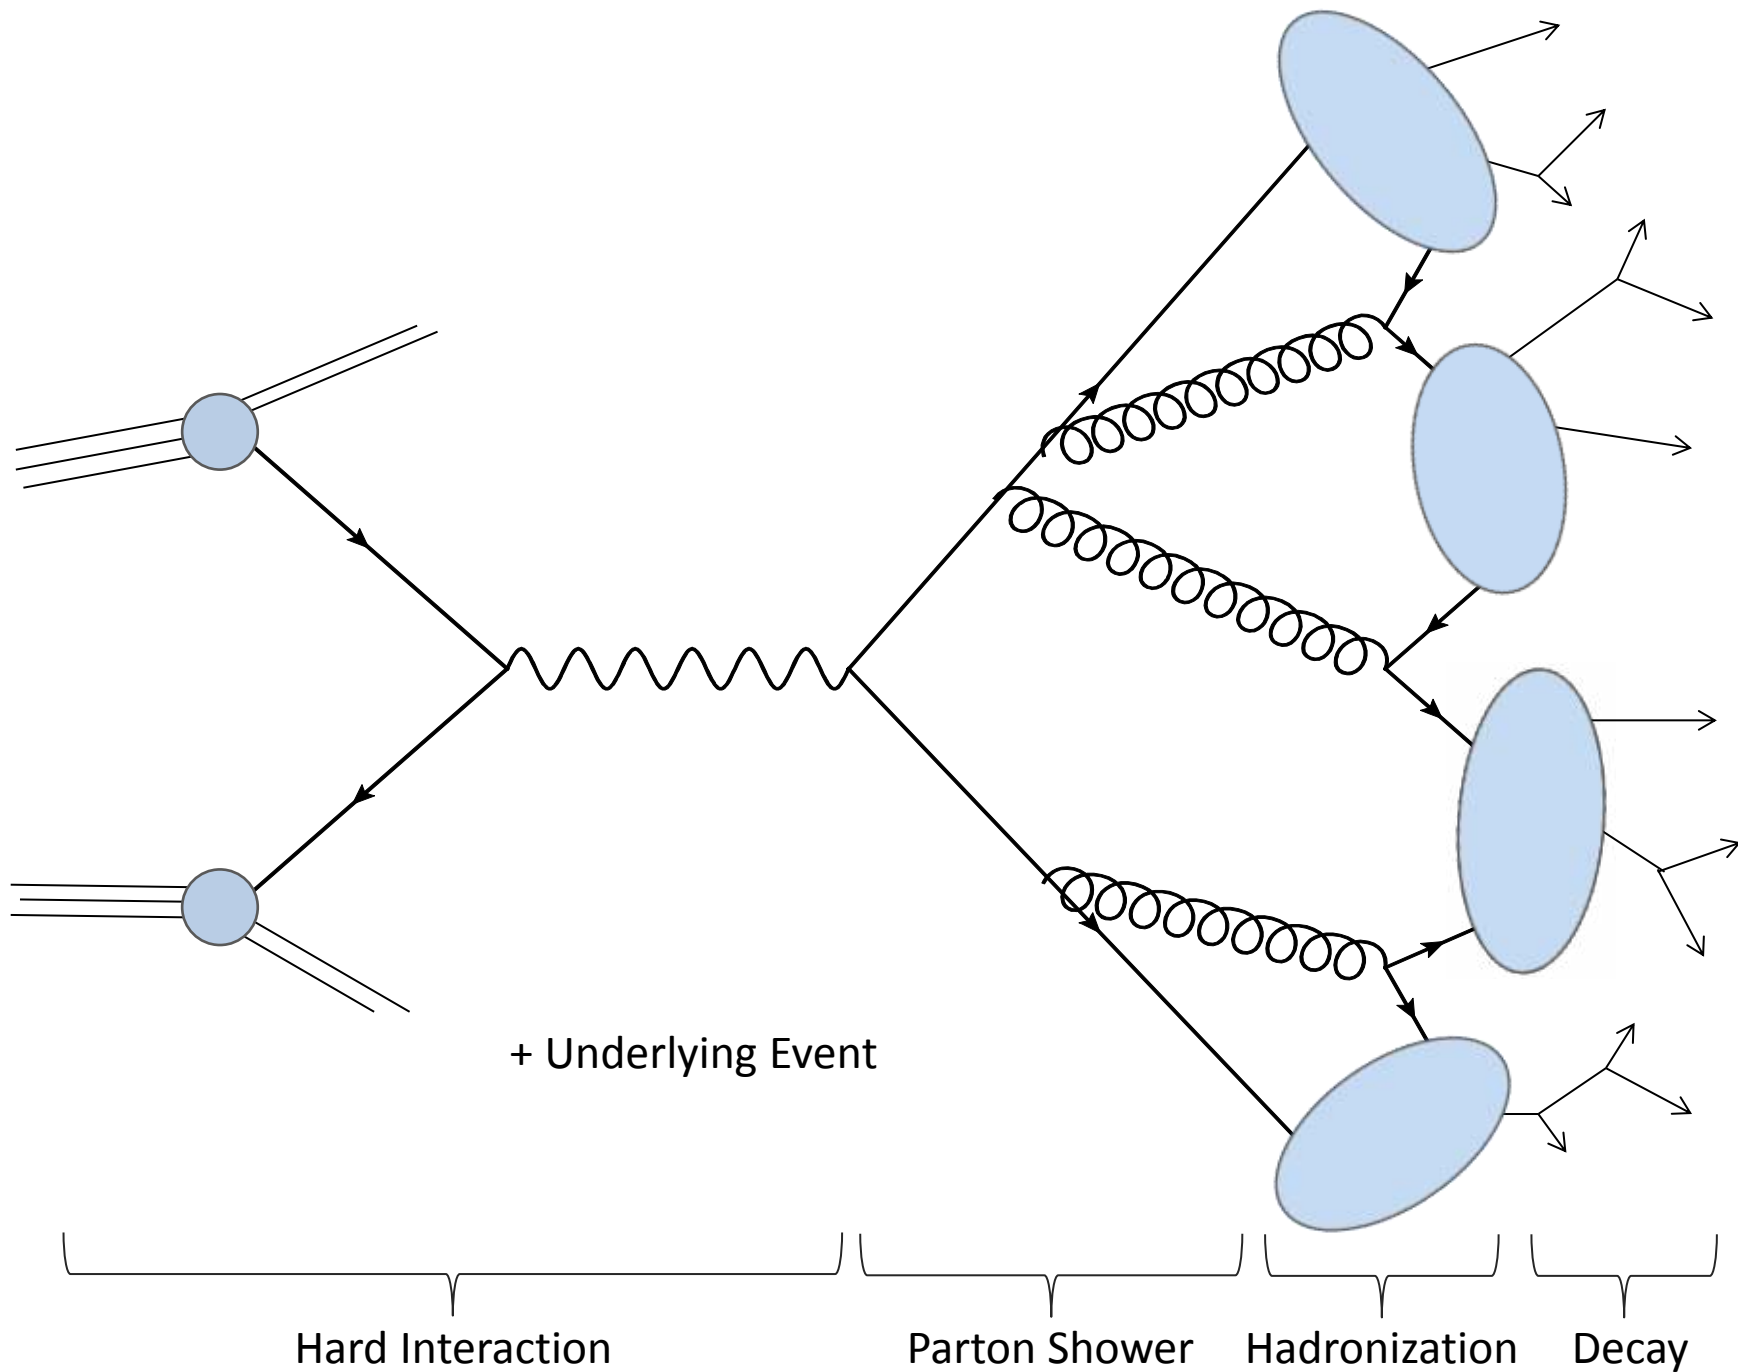 + Underlying Event
Hard Interaction
Parton Shower
Hadronization
Decay